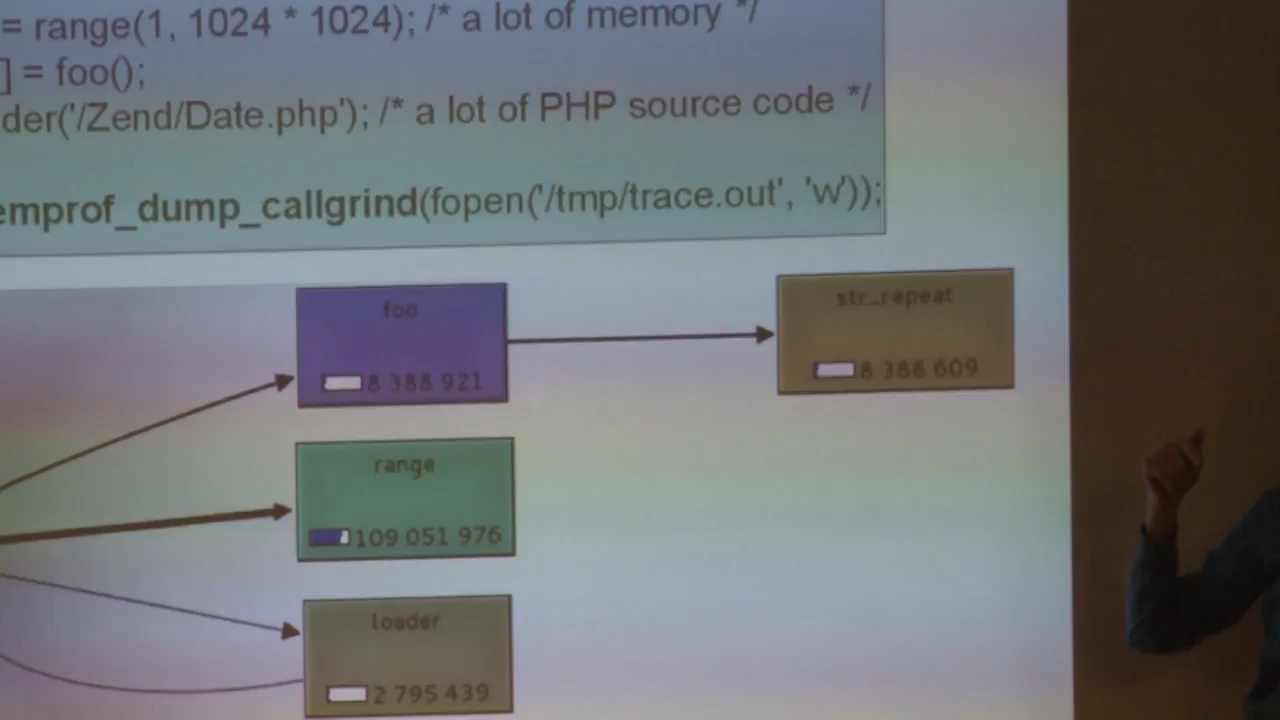 = range(1, 1024 * 1024); /* a lot of memory */
] = foo();
der('/Zend/Date.php'); /* a lot of PHP source code */
emprof_dump_callgrind(fopen('/tmp/trace.out', 'w'));
foo
8 388 921
str_repeat
8 388 609
range
109 051 976
loader
2 795 439